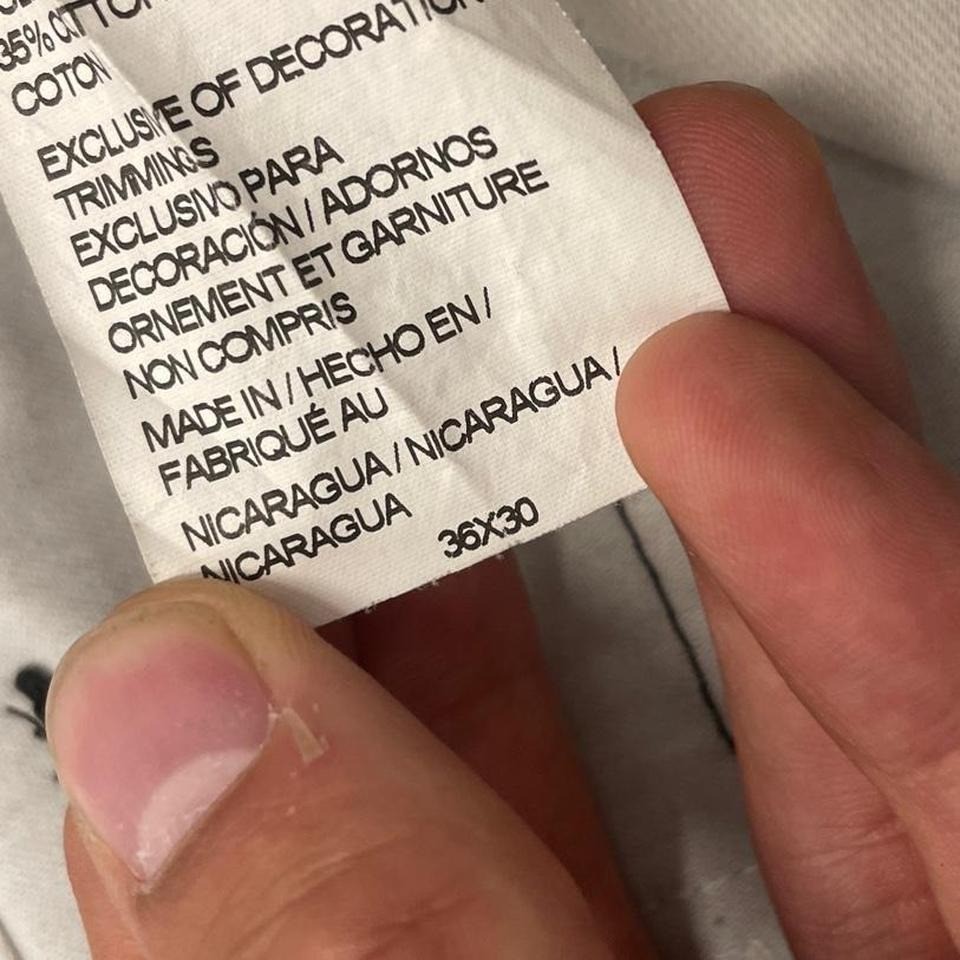 35% COTTON
COTON
EXCLUSIVE OF DECORATION
TRIMMINGS
EXCLUSIVO PARA
DECORACIÓN / ADORNOS
ORNEMENT ET GARNITURE
NON COMPRIS
MADE IN / HECHO EN /
FABRIQUÉ AU
NICARAGUA / NICARAGUA /
NICARAGUA
36X30